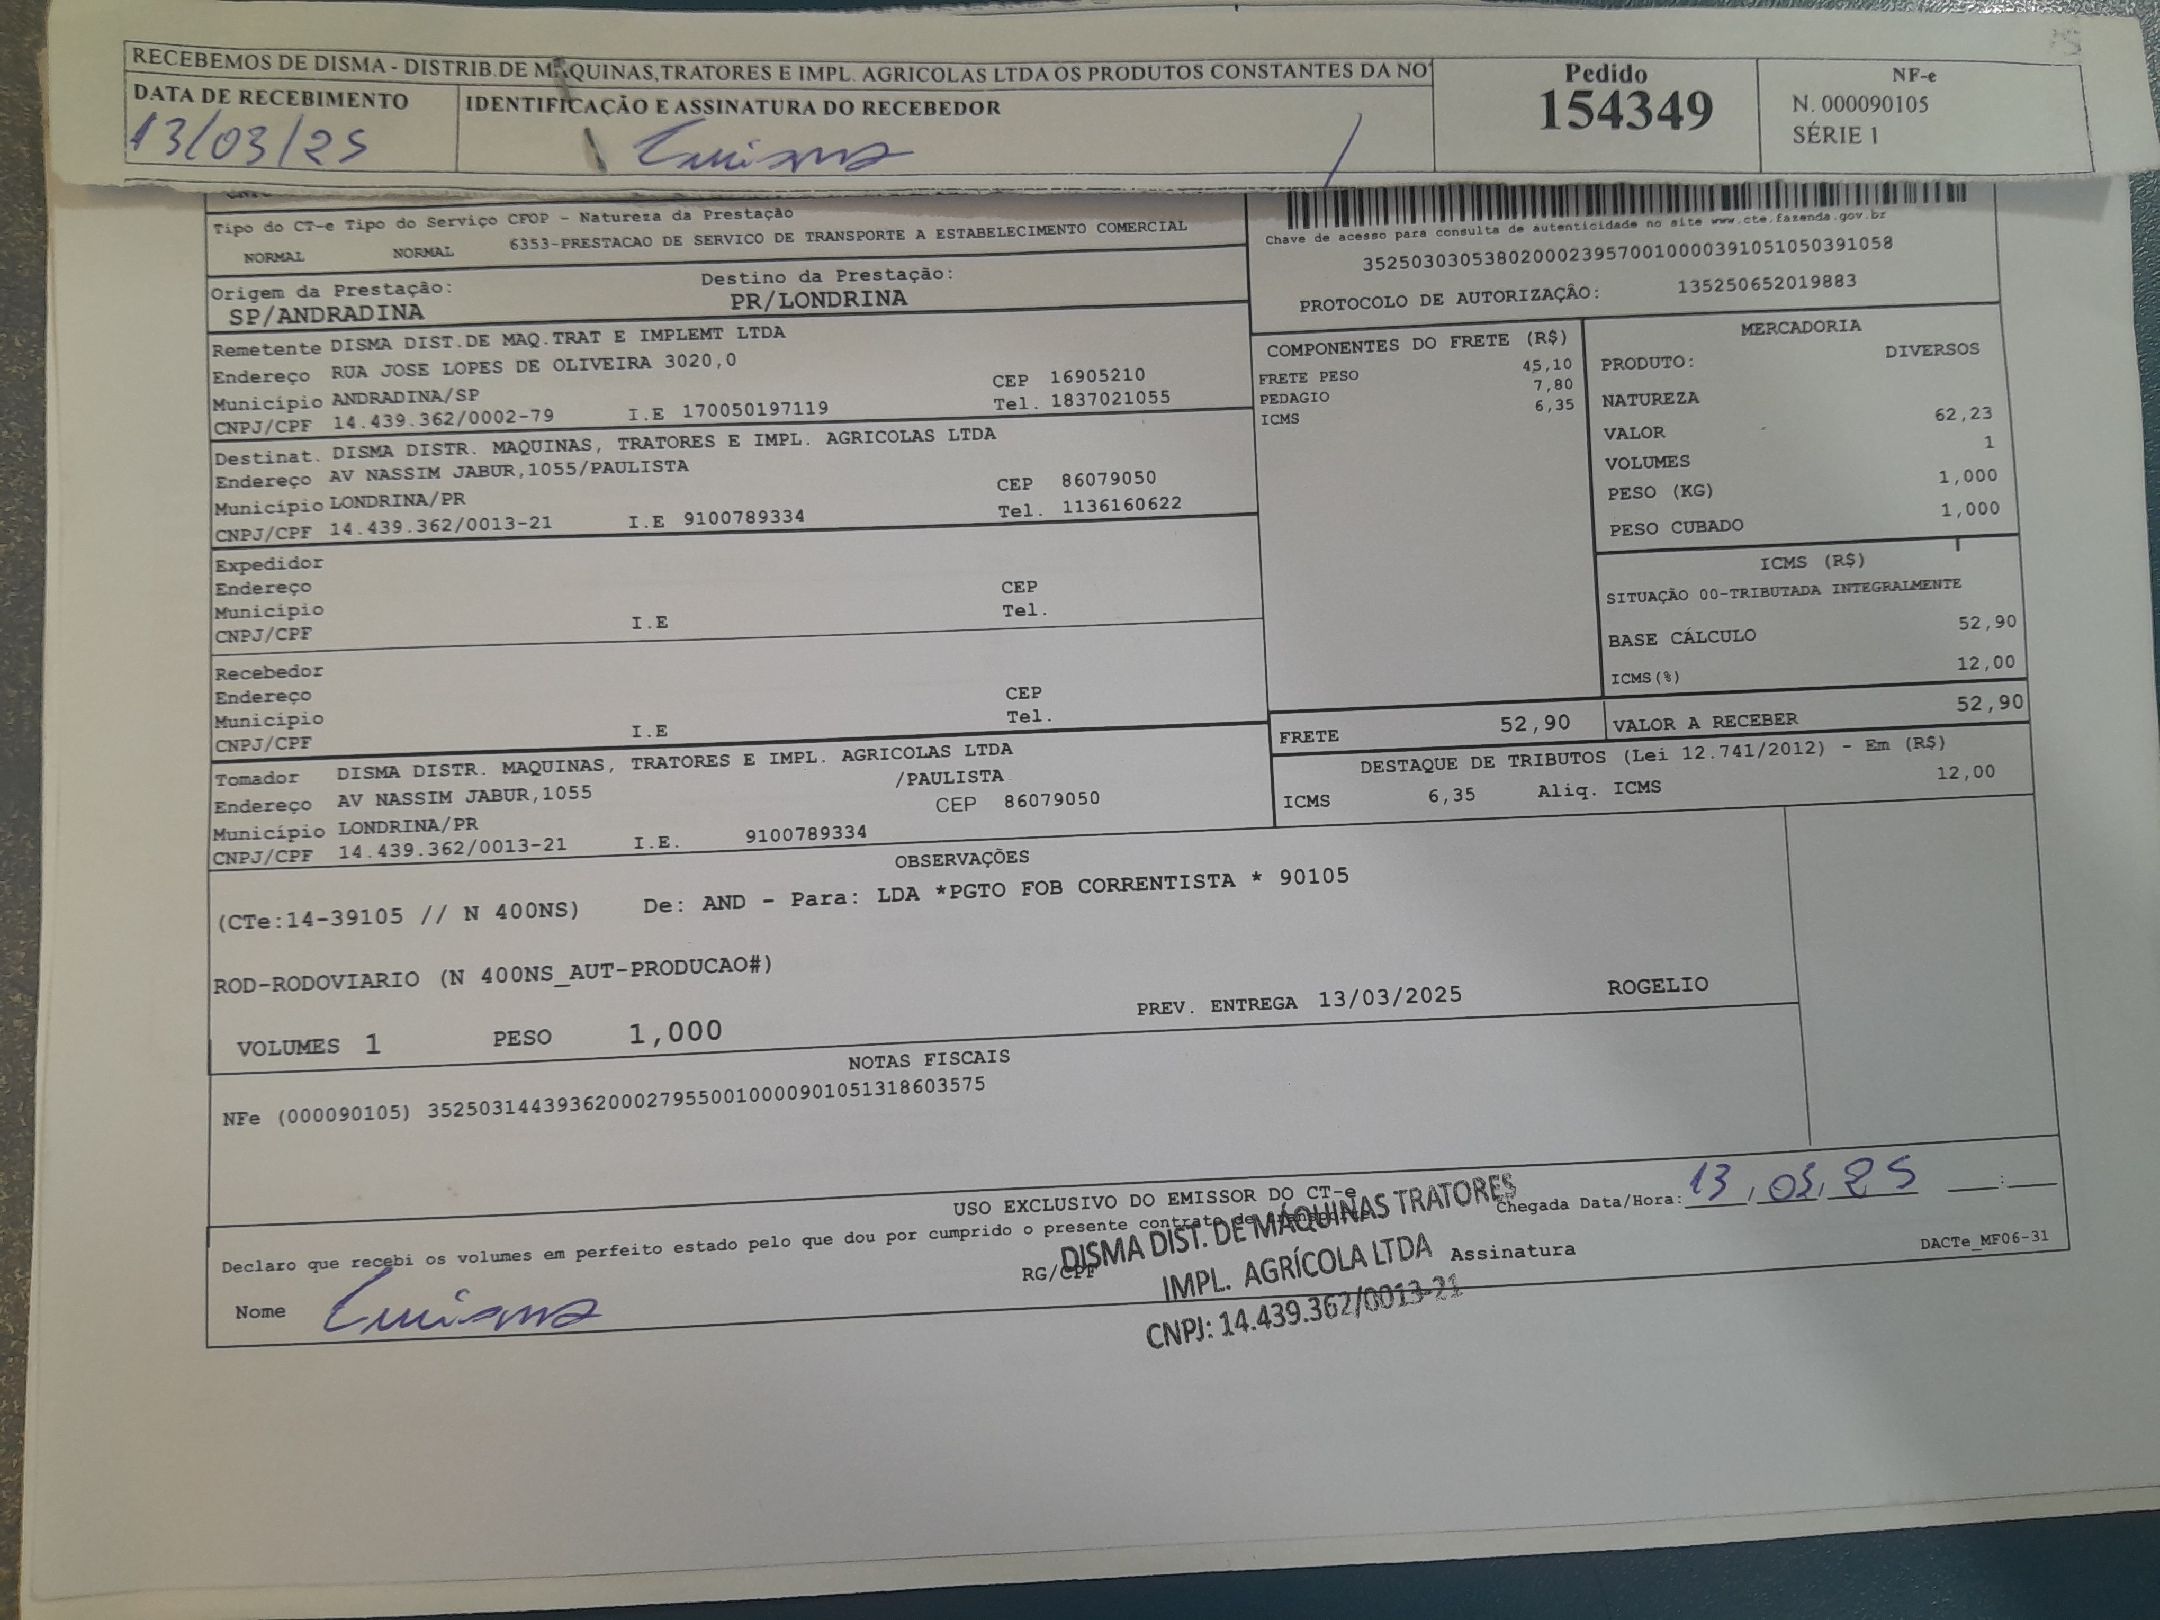 RECEBEMOS DE DISMA - DISTRIB.DE MÁQUINAS,TRATORES E IMPL. AGRICOLAS LTDA OS PRODUTOS CONSTANTES DA NO
DATA DE RECEBIMENTO
13/03/25
IDENTIFICAÇÃO E ASSINATURA DO RECEBEDOR
Luciana
Pedido
154349
NF-e
N. 000090105
SÉRIE 1
Tipo do CT-e Tipo do Serviço CFOP - Natureza da Prestação
NORMAL NORMAL 6353-PRESTACAO DE SERVICO DE TRANSPORTE A ESTABELECIMENTO COMERCIAL
Chave de acesso para consulta de autenticidade no site www.cte.fazenda.gov.br
35250303053802000239570010000391051050391058
PROTOCOLO DE AUTORIZAÇÃO: 135250652019883
Origem da Prestação: Destino da Prestação:
SP/ANDRADINA PR/LONDRINA
Remetente DISMA DIST.DE MAQ.TRAT E IMPLEMT LTDA
Endereço RUA JOSE LOPES DE OLIVEIRA 3020,0
Município ANDRADINA/SP CEP 16905210
CNPJ/CPF 14.439.362/0002-79 I.E 170050197119 Tel. 1837021055
Destinat. DISMA DISTR. MAQUINAS, TRATORES E IMPL. AGRICOLAS LTDA
Endereço AV NASSIM JABUR,1055/PAULISTA
Município LONDRINA/PR CEP 86079050
CNPJ/CPF 14.439.362/0013-21 I.E 9100789334 Tel. 1136160622
Expedidor
Endereço CEP
Município Tel.
CNPJ/CPF I.E
Recebedor
Endereço CEP
Município Tel.
CNPJ/CPF I.E
Tomador DISMA DISTR. MAQUINAS, TRATORES E IMPL. AGRICOLAS LTDA
Endereço AV NASSIM JABUR,1055 /PAULISTA
Município LONDRINA/PR CEP 86079050
CNPJ/CPF 14.439.362/0013-21 I.E. 9100789334
COMPONENTES DO FRETE (R$)
FRETE PESO 45,10
PEDAGIO 7,80
ICMS 6,35
MERCADORIA
PRODUTO: DIVERSOS
NATUREZA
VALOR 62,23
VOLUMES 1
PESO (KG) 1,000
PESO CUBADO 1,000
ICMS (R$)
SITUAÇÃO 00-TRIBUTADA INTEGRALMENTE
BASE CÁLCULO 52,90
ICMS(%) 12,00
FRETE 52,90 VALOR A RECEBER 52,90
DESTAQUE DE TRIBUTOS (Lei 12.741/2012) - Em (R$)
ICMS 6,35 Aliq. ICMS 12,00
OBSERVAÇÕES
(CTe:14-39105 // N 400NS) De: AND - Para: LDA *PGTO FOB CORRENTISTA * 90105
ROD-RODOVIARIO (N 400NS_AUT-PRODUCAO#)
PREV. ENTREGA 13/03/2025 ROGELIO
VOLUMES 1 PESO 1,000
NOTAS FISCAIS
NFe (000090105) 35250314439362000279550010000901051318603575
USO EXCLUSIVO DO EMISSOR DO CT-e
Declaro que recebi os volumes em perfeito estado pelo que dou por cumprido o presente contrato de transporte
Chegada Data/Hora: 13, 03, 25 :
Nome Luciana RG/CPF Assinatura
DACTe_MF06-31
DISMA DIST. DE MÁQUINAS TRATORES
IMPL. AGRÍCOLA LTDA
CNPJ: 14.439.362/0013-21